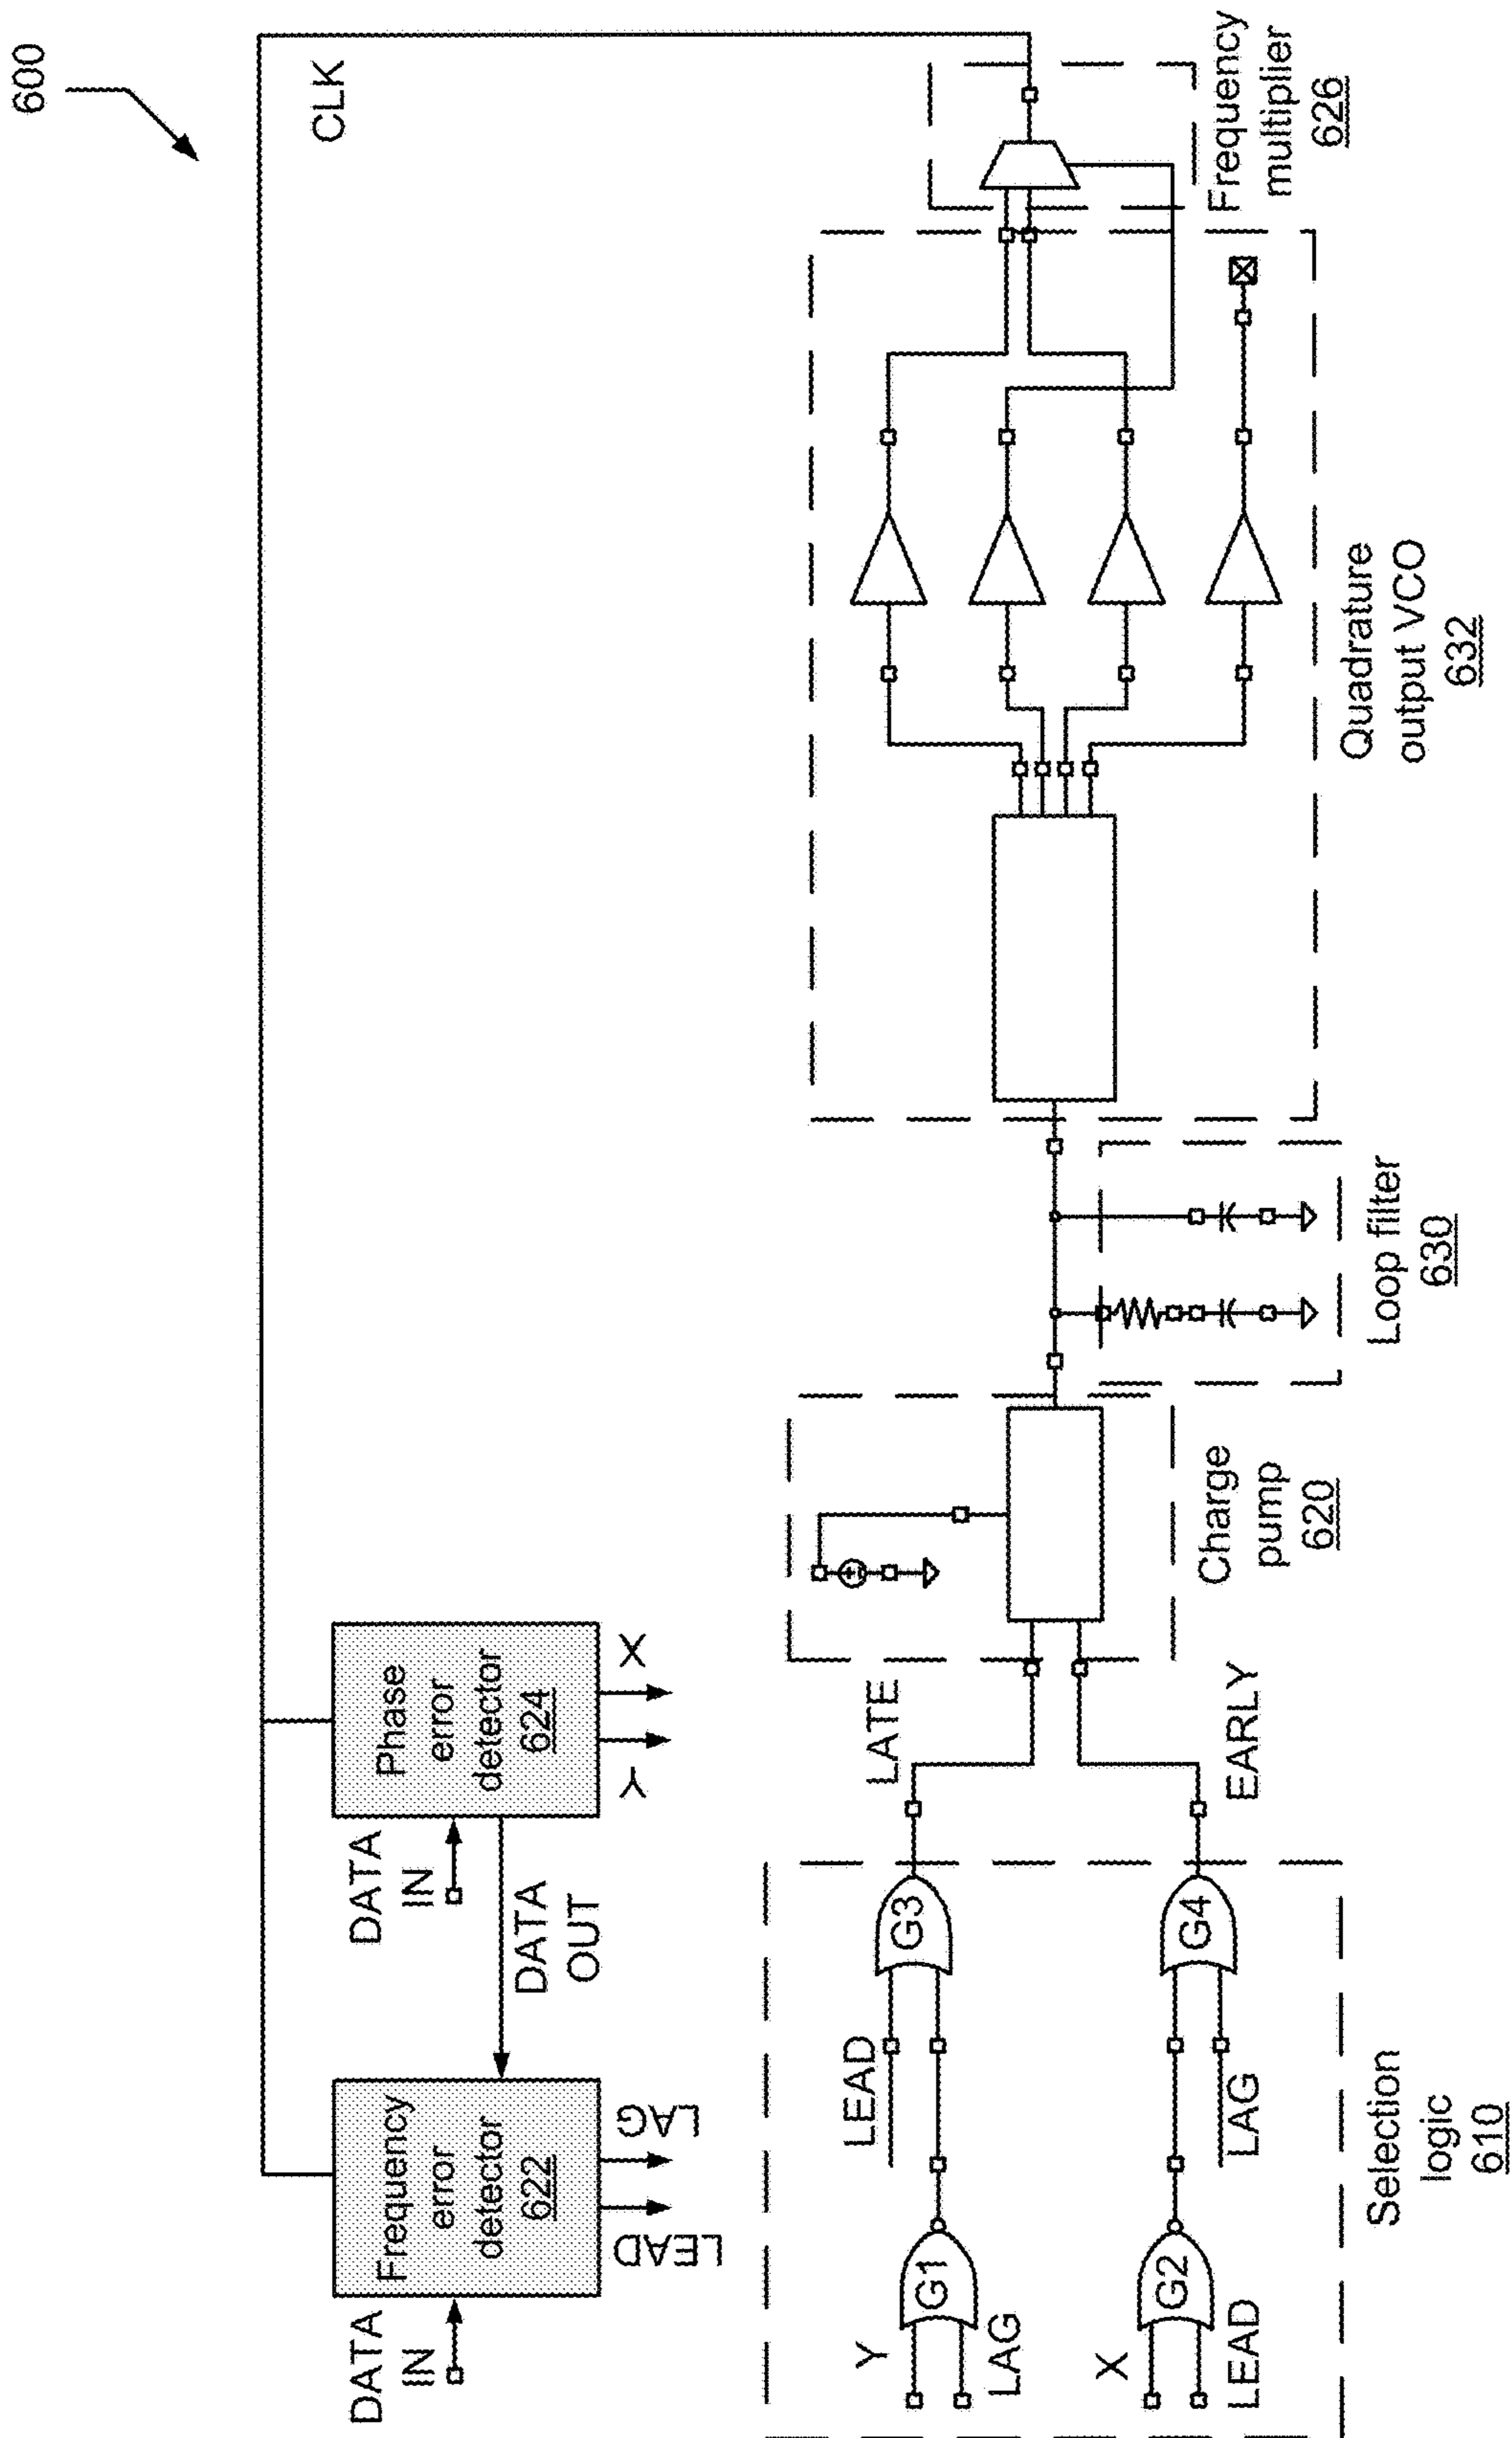 600
CLK
DATA
IN
Frequency
error
detector
622
LEAD
LAG
DATA
OUT
DATA
IN
Phase
error
detector
624
Y
X
Y
LAG
G1
LEAD
G3
LATE
X
LEAD
G2
LAG
G4
EARLY
Selection
logic
610
Charge
pump
620
Loop filter
630
Quadrature
output VCO
632
Frequency
multiplier
626